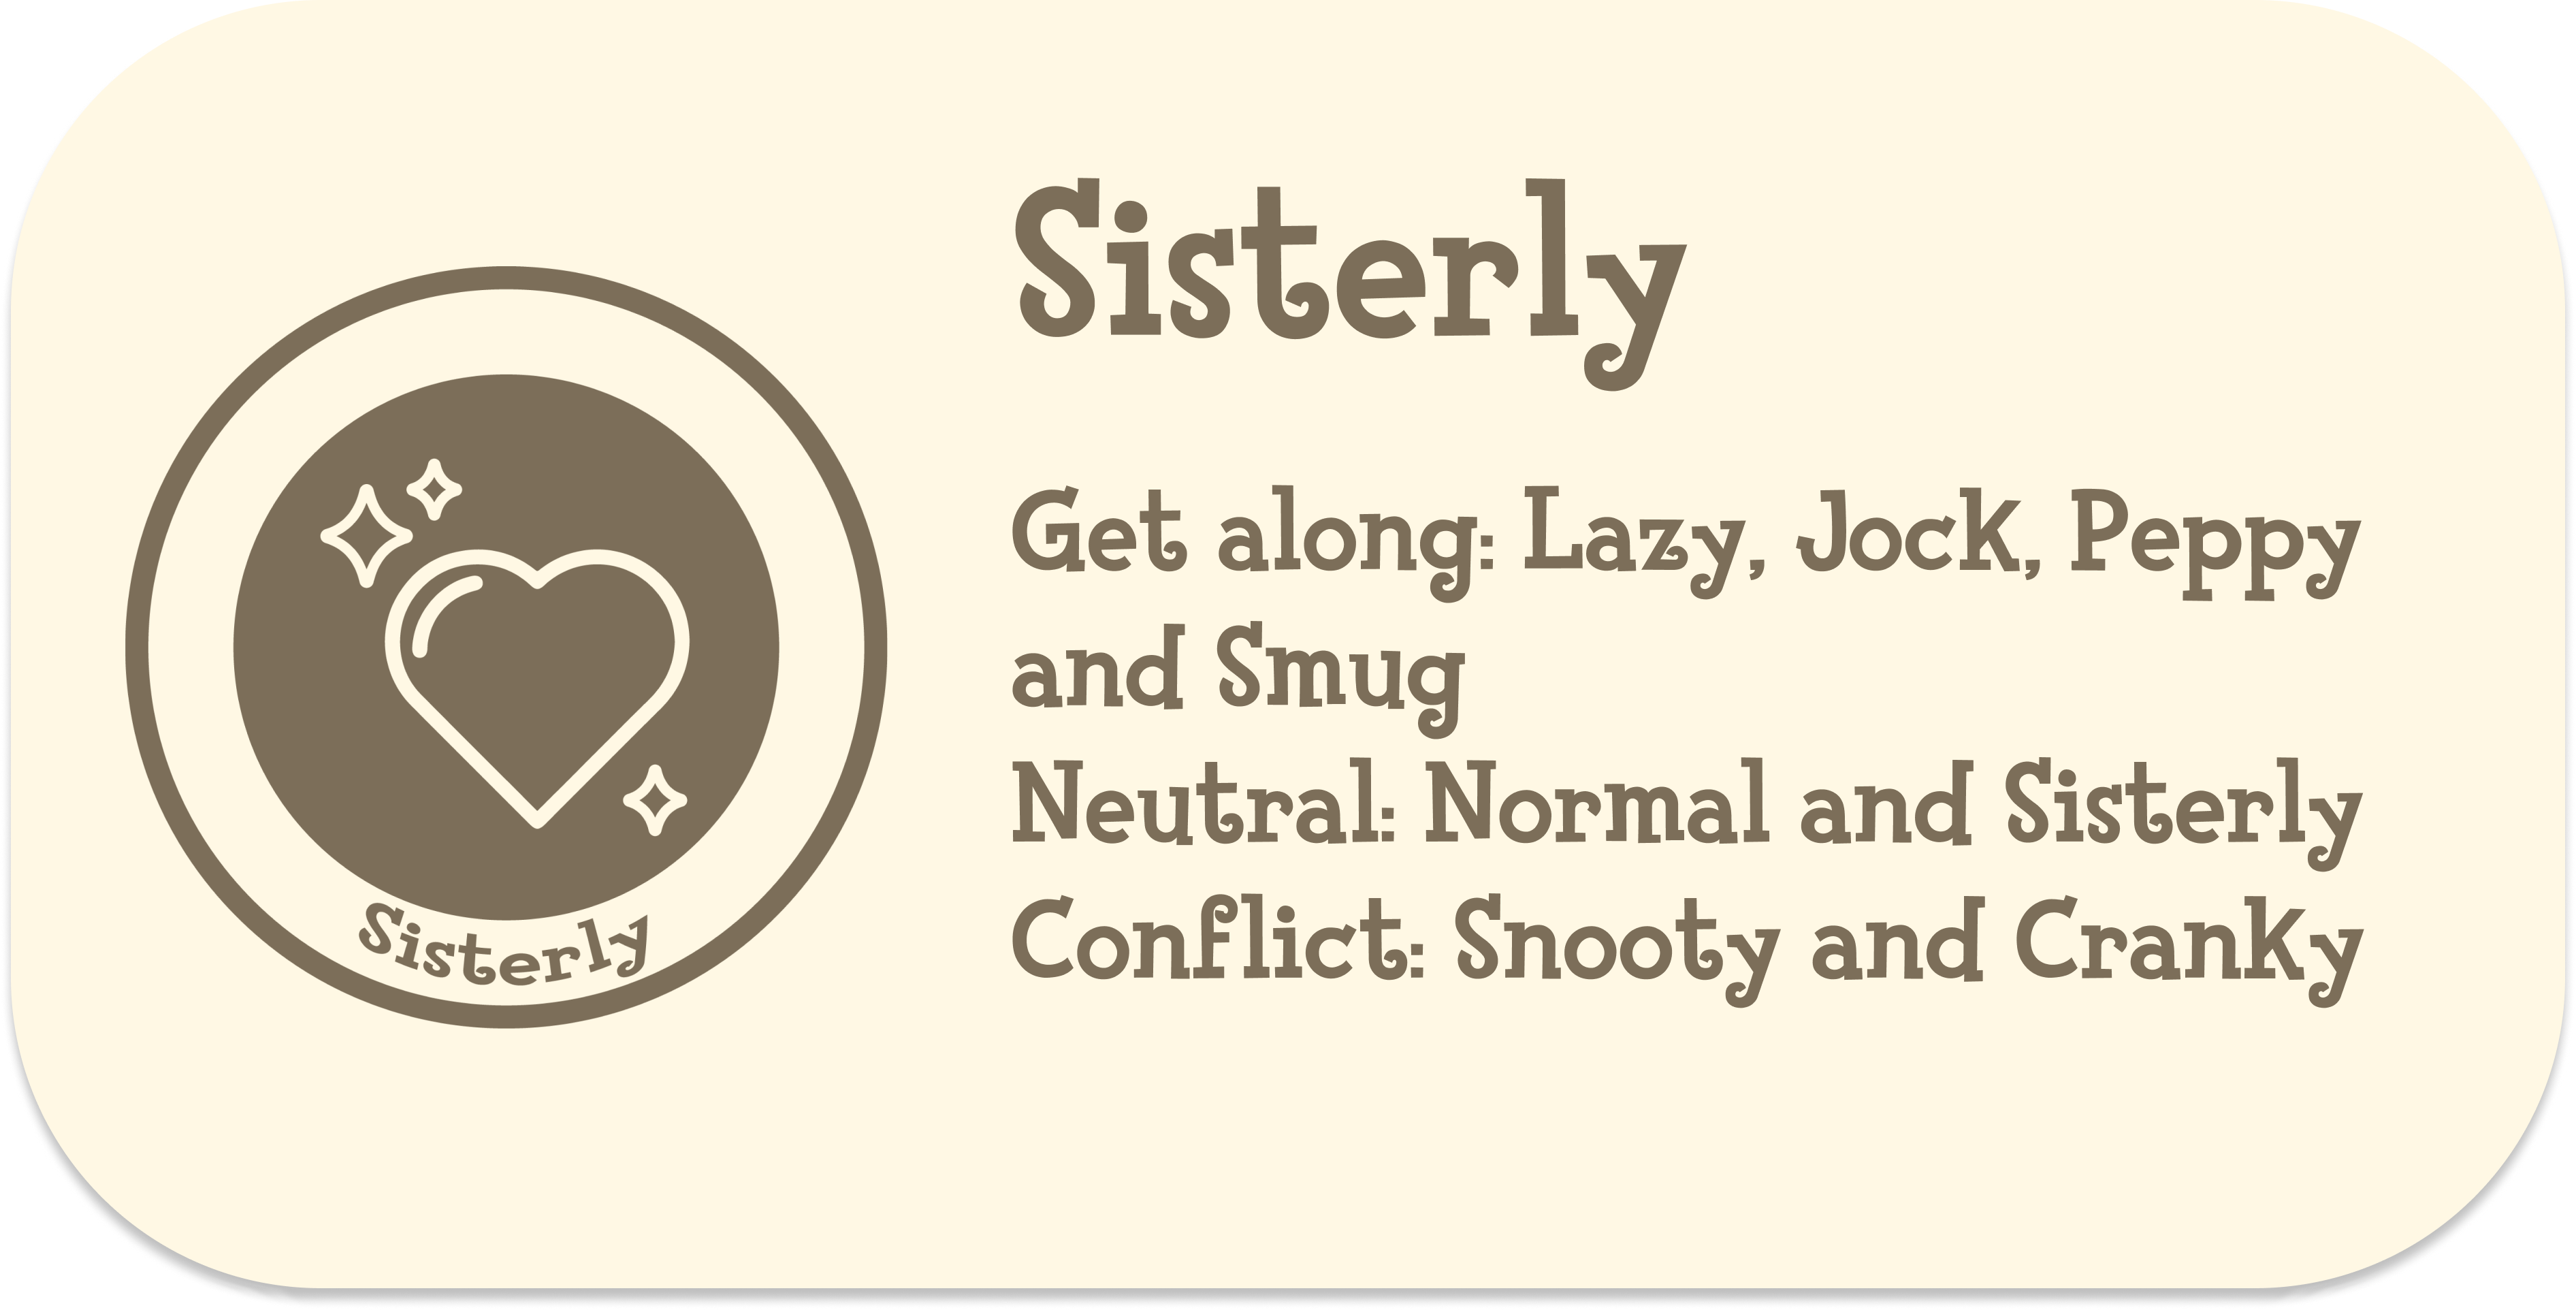 Sisterly
Get along: Lazy, Jock, Peppy
and Smug
Neutral: Normal and Sisterly
Conflict: Snooty and Cranky
Sisterly